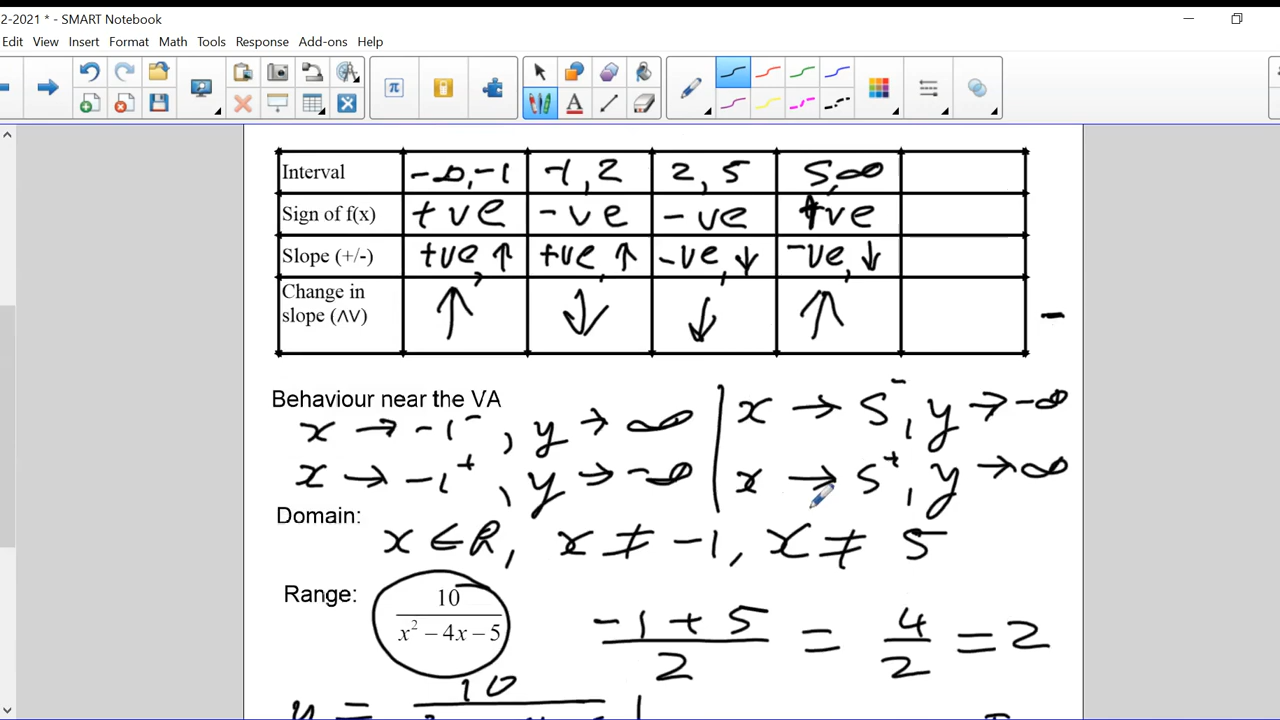 2-2021 * - SMART Notebook
Edit View Insert Format Math Tools Response Add-ons Help
Interval -∞,-1 -1,2 2,5 5,∞
Sign of f(x) +ve -ve -ve +ve
Slope (+/-) +ve,↑ +ve,↑ -ve,↓ -ve,↓
Change in
slope (∧∨) ↑ ↓ ↓ ↑
-
Behaviour near the VA
x → -1⁻, y → ∞ | x → 5⁻, y → -∞
x → -1⁺, y → -∞ | x → 5⁺, y → ∞
Domain:
x ∈ R, x ≠ -1, x ≠ 5
Range: 10/(x² - 4x - 5) (-1 + 5)/2 = 4/2 = 2
y = 10